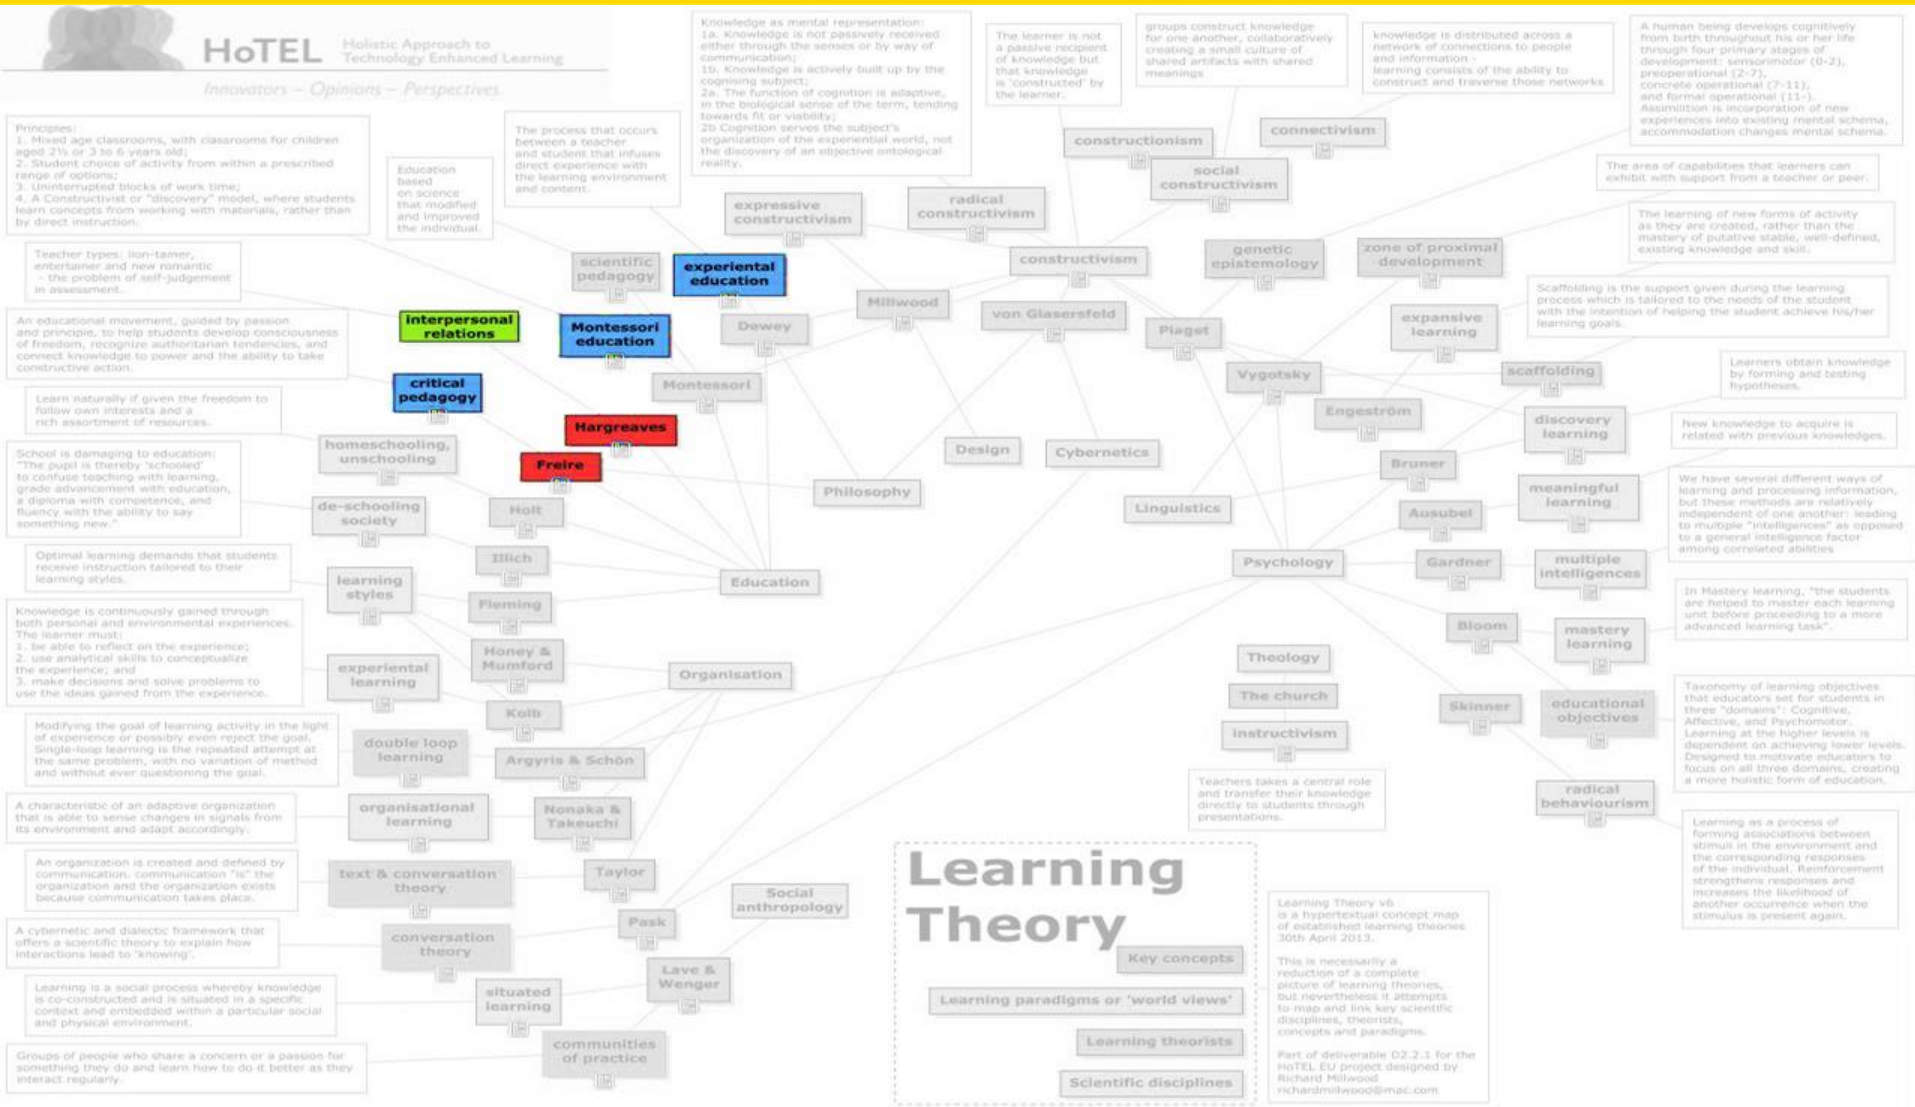 HoTEL
Holistic Approach to
Technology Enhanced Learning
Innovators – Opinions – Perspectives
Principles:
1. Mixed age classrooms, with classrooms for children
aged 2½ or 3 to 6 years old;
2. Student choice of activity from within a prescribed
range of options;
3. Uninterrupted blocks of work time;
4. A Constructivist or "discovery" model, where students
learn concepts from working with materials, rather than
by direct instruction.
Education
based
on science
that modified
and improved
the individual.
The process that occurs
between a teacher
and student that infuses
direct experience with
the learning environment
and content.
Knowledge as mental representation:
1a. Knowledge is not passively received
either through the senses or by way of
communication;
1b. Knowledge is actively built up by the
cognising subject;
2a. The function of cognition is adaptive,
in the biological sense of the term, tending
towards fit or viability;
2b Cognition serves the subject's
organization of the experiential world, not
the discovery of an objective ontological
reality.
The learner is not
a passive recipient
of knowledge but
that knowledge
is 'constructed' by
the learner.
groups construct knowledge
for one another, collaboratively
creating a small culture of
shared artifacts with shared
meanings
knowledge is distributed across a
network of connections to people
and information -
learning consists of the ability to
construct and traverse those networks
A human being develops cognitively
from birth throughout his or her life
through four primary stages of
development: sensorimotor (0-2),
preoperational (2-7),
concrete operational (7-11),
and formal operational (11-).
Assimilition is incorporation of new
experiences into existing mental schema,
accommodation changes mental schema.
constructionism
connectivism
social
constructivism
The area of capabilities that learners can
exhibit with support from a teacher or peer.
expressive
constructivism
radical
constructivism
The learning of new forms of activity
as they are created, rather than the
mastery of putative stable, well-defined,
existing knowledge and skill.
Teacher types: lion-tamer,
entertainer and new romantic
- the problem of self-judgement
in assessment.
scientific
pedagogy
experiental
education
constructivism
genetic
epistemology
zone of proximal
development
Scaffolding is the support given during the learning
process which is tailored to the needs of the student
with the intention of helping the student achieve his/her
learning goals.
An educational movement, guided by passion
and principle, to help students develop consciousness
of freedom, recognize authoritarian tendencies, and
connect knowledge to power and the ability to take
constructive action.
interpersonal
relations
Montessori
education
Dewey
Millwood
von Glasersfeld
Piaget
expansive
learning
critical
pedagogy
Montessori
Vygotsky
scaffolding
Learners obtain knowledge
by forming and testing
hypotheses.
Learn naturally if given the freedom to
follow own interests and a
rich assortment of resources.
Hargreaves
Engeström
discovery
learning
New knowledge to acquire is
related with previous knowledges.
homeschooling,
unschooling
Freire
Design
Cybernetics
Bruner
School is damaging to education:
"The pupil is thereby 'schooled'
to confuse teaching with learning,
grade advancement with education,
a diploma with competence, and
fluency with the ability to say
something new."
Philosophy
Linguistics
meaningful
learning
Ausubel
We have several different ways of
learning and processing information,
but these methods are relatively
independent of one another: leading
to multiple "intelligences" as opposed
to a general intelligence factor
among correlated abilities
de-schooling
society
Holt
Optimal learning demands that students
receive instruction tailored to their
learning styles.
learning
styles
Illich
Education
Psychology
Gardner
multiple
intelligences
Fleming
Knowledge is continuously gained through
both personal and environmental experiences.
The learner must:
1. be able to reflect on the experience;
2. use analytical skills to conceptualize
the experience; and
3. make decisions and solve problems to
use the ideas gained from the experience.
In Mastery learning, "the students
are helped to master each learning
unit before proceeding to a more
advanced learning task".
Bloom
mastery
learning
Honey &
Mumford
experiental
learning
Organisation
Theology
The church
instructivism
Kolb
Skinner
educational
objectives
Taxonomy of learning objectives
that educators set for students in
three "domains": Cognitive,
Affective, and Psychomotor.
Learning at the higher levels is
dependent on achieving lower levels.
Designed to motivate educators to
focus on all three domains, creating
a more holistic form of education.
Modifying the goal of learning activity in the light
of experience or possibly even reject the goal.
Single-loop learning is the repeated attempt at
the same problem, with no variation of method
and without ever questioning the goal.
double loop
learning
Argyris & Schön
Teachers takes a central role
and transfer their knowledge
directly to students through
presentations.
radical
behaviourism
A characteristic of an adaptive organization
that is able to sense changes in signals from
its environment and adapt accordingly.
organisational
learning
Nonaka &
Takeuchi
Learning as a process of
forming associations between
stimuli in the environment and
the corresponding responses
of the individual. Reinforcement
strengthens responses and
increases the likelihood of
another occurrence when the
stimulus is present again.
An organization is created and defined by
communication. communication "is" the
organization and the organization exists
because communication takes place.
text & conversation
theory
Taylor
Social
anthropology
A cybernetic and dialectic framework that
offers a scientific theory to explain how
interactions lead to 'knowing'.
conversation
theory
Pask
Learning is a social process whereby knowledge
is co-constructed and is situated in a specific
context and embedded within a particular social
and physical environment.
situated
learning
Lave &
Wenger
Groups of people who share a concern or a passion for
something they do and learn how to do it better as they
interact regularly.
communities
of practice
Learning
Theory
Key concepts
Learning paradigms or 'world views'
Learning theorists
Scientific disciplines
Learning Theory v6
is a hypertextual concept map
of established learning theories
30th April 2013.
This is necessarily a
reduction of a complete
picture of learning theories,
but nevertheless it attempts
to map and link key scientific
disciplines, theorists,
concepts and paradigms.
Part of deliverable D2.2.1 for the
HoTEL EU project designed by
Richard Millwood
richardmillwood@mac.com